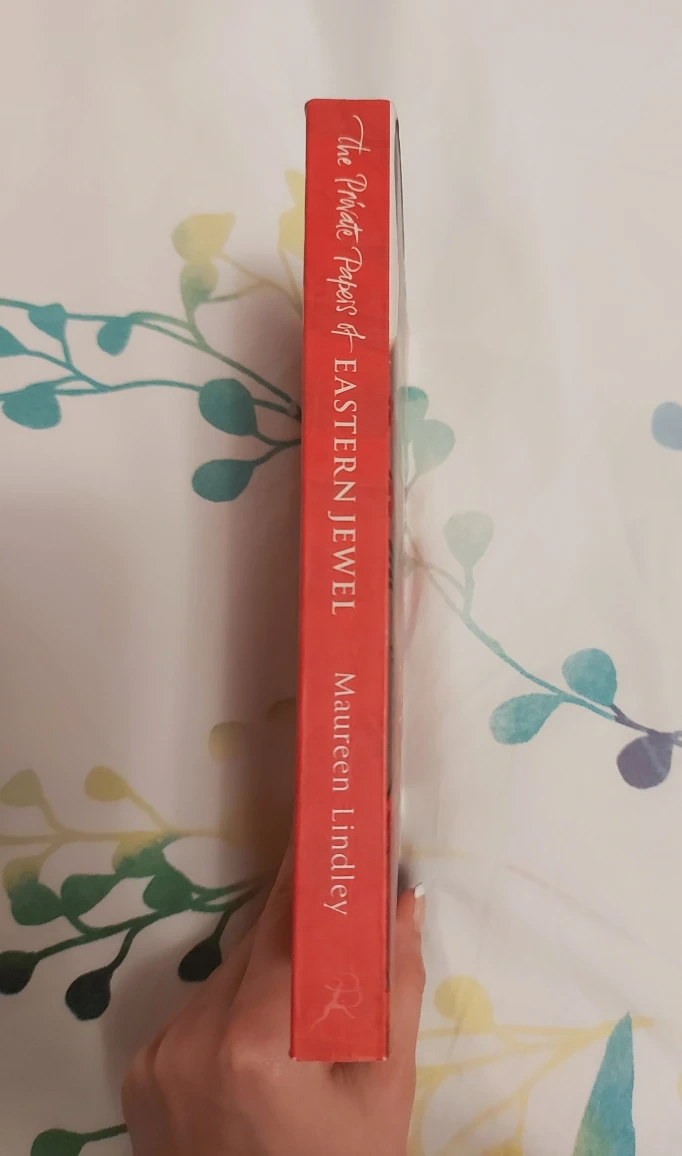 The Private Papers of EASTERN JEWEL Maureen Lindley